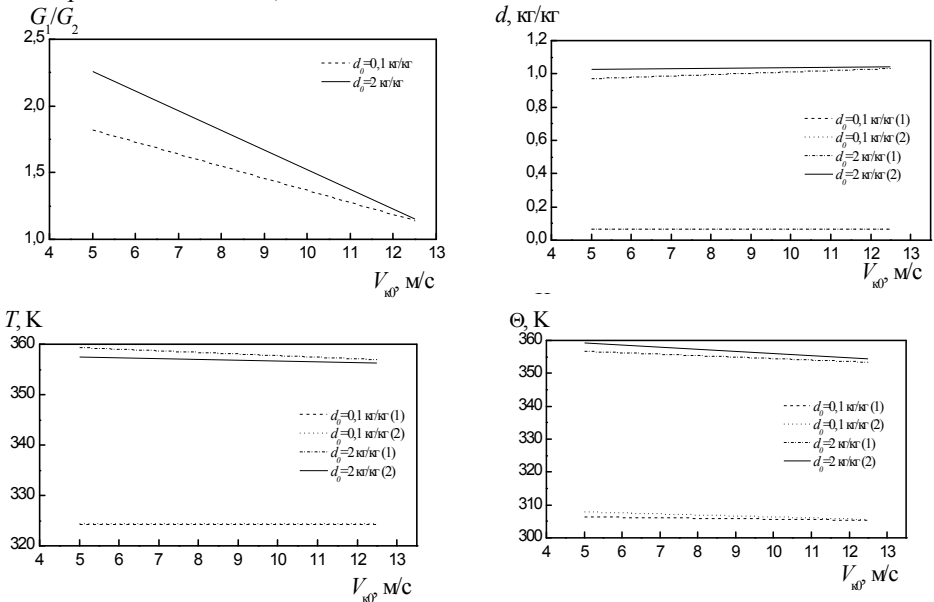 G₁/G₂
2,5
2,0
1,5
1,0
4 5 6 7 8 9 10 11 12 13
V_к0, м/с
d₀=0,1 кг/кг
d₀=2 кг/кг
d, кг/кг
1,2
1,0
0,8
0,6
0,4
0,2
0,0
4 5 6 7 8 9 10 11 12 13
V_к0, м/с
d₀=0,1 кг/кг (1)
d₀=0,1 кг/кг (2)
d₀=2 кг/кг (1)
d₀=2 кг/кг (2)
T, K
360
350
340
330
320
4 5 6 7 8 9 10 11 12 13
V_к0, м/с
d₀=0,1 кг/кг (1)
d₀=0,1 кг/кг (2)
d₀=2 кг/кг (1)
d₀=2 кг/кг (2)
Θ, K
360
350
340
330
320
310
300
4 5 6 7 8 9 10 11 12 13
V_к0, м/с
d₀=0,1 кг/кг (1)
d₀=0,1 кг/кг (2)
d₀=2 кг/кг (1)
d₀=2 кг/кг (2)